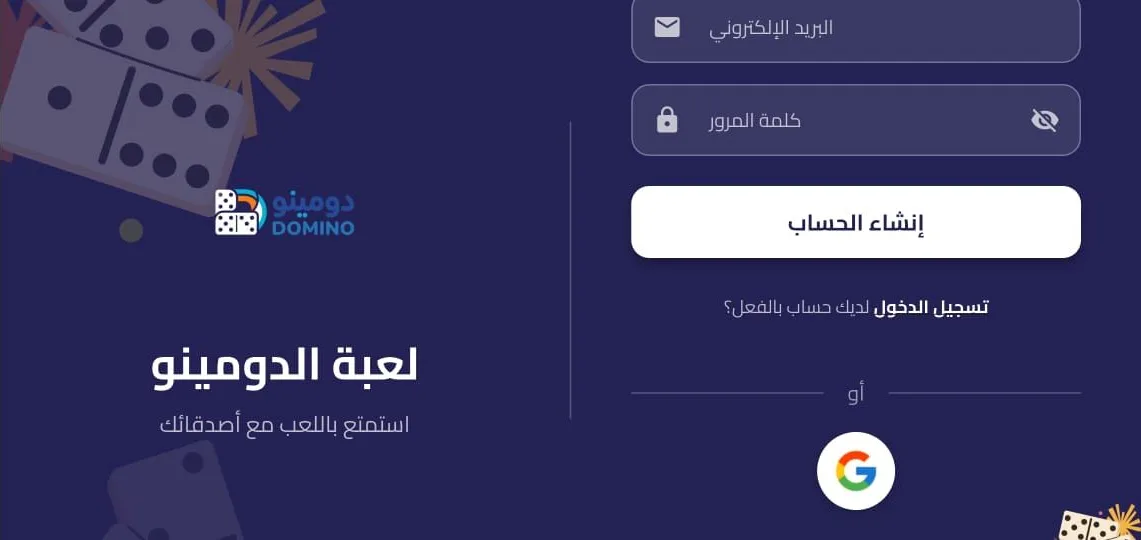 البريد الإلكتروني
كلمة المرور
إنشاء الحساب
تسجيل الدخول لديك حساب بالفعل؟
أو
دومينو
DOMINO
لعبة الدومينو
استمتع باللعب مع أصدقائك